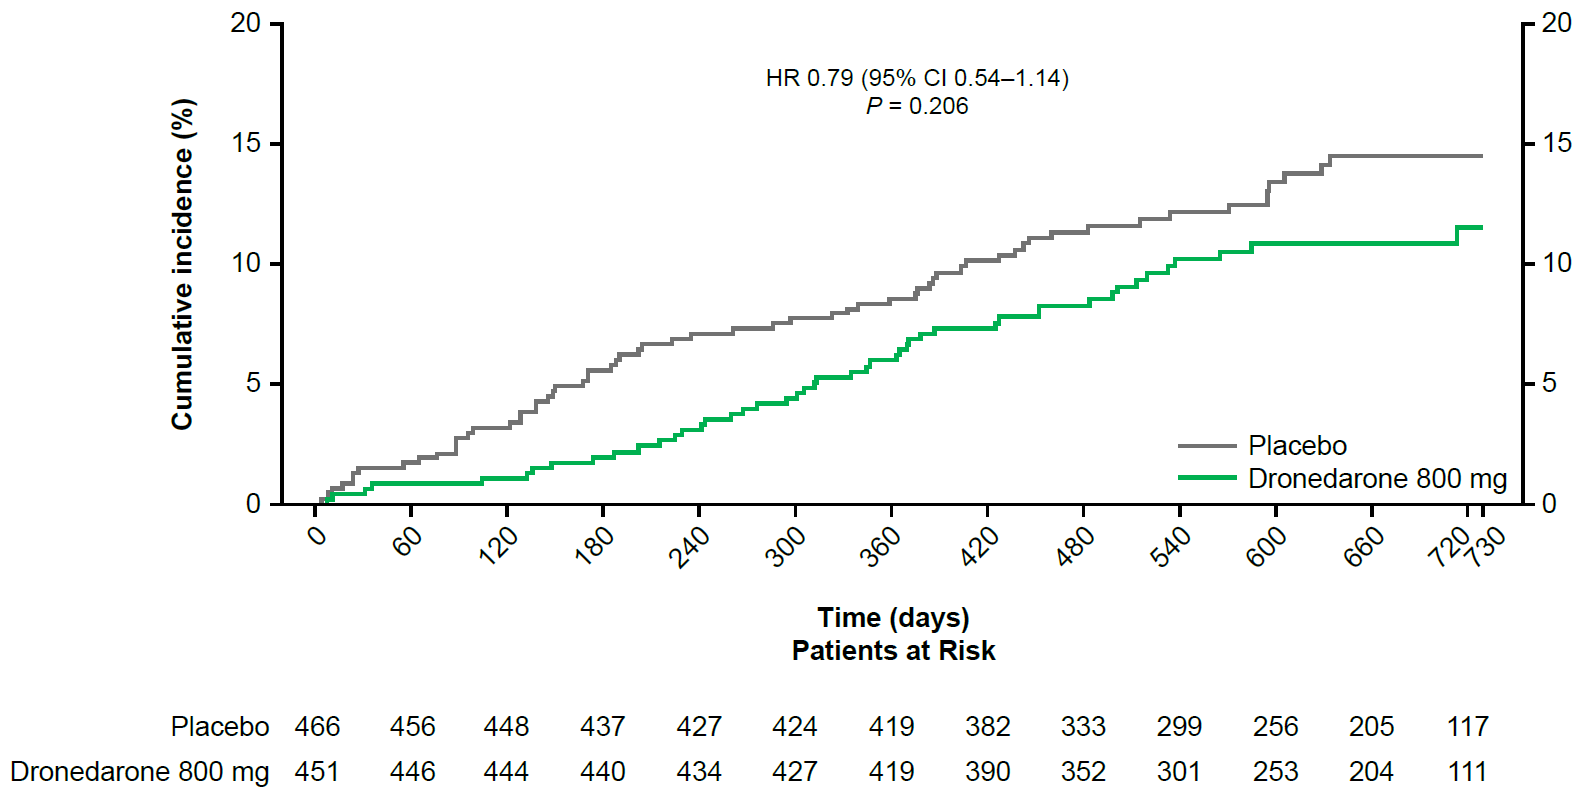 20
20
HR 0.79 (95% CI 0.54–1.14)
P = 0.206
15
15
Cumulative incidence (%)
10
10
5
5
Placebo
Dronedarone 800 mg
0
0
0 60 120 180 240 300 360 420 480 540 600 660 720 730
Time (days)
Patients at Risk
Placebo 466 456 448 437 427 424 419 382 333 299 256 205 117
Dronedarone 800 mg 451 446 444 440 434 427 419 390 352 301 253 204 111